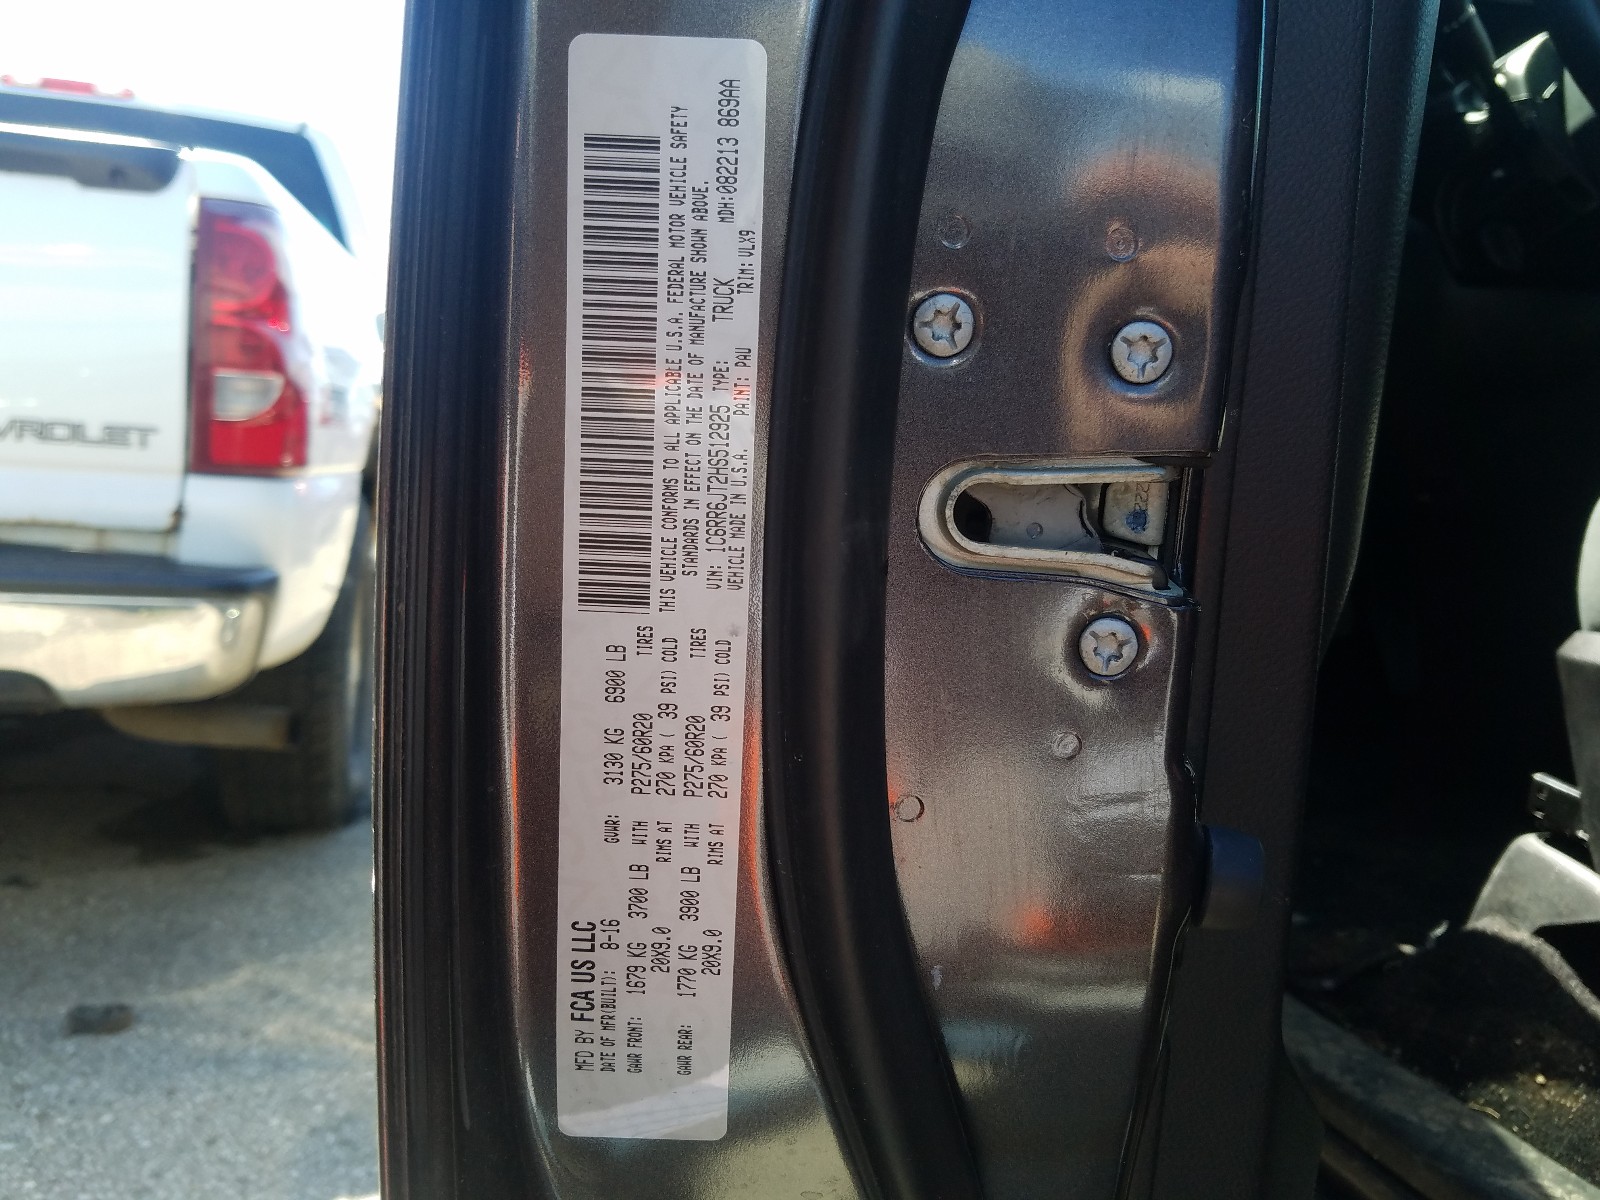 MFD BY FCA US LLC
DATE OF MFR(BUILT): 8-16 GVWR: 3130 KG 6900 LB
GAWR FRONT: 1679 KG 3700 LB WITH P275/60R20 TIRES
20X9.0 RIMS AT 270 KPA ( 39 PSI) COLD
GAWR REAR: 1770 KG 3900 LB WITH P275/60R20 TIRES
20X9.0 RIMS AT 270 KPA ( 39 PSI) COLD
THIS VEHICLE CONFORMS TO ALL APPLICABLE U.S.A. FEDERAL MOTOR VEHICLE SAFETY
STANDARDS IN EFFECT ON THE DATE OF MANUFACTURE SHOWN ABOVE.
VIN: 1C6RR6JT2HS512925 TYPE: TRUCK MDH:082213 869AA
VEHICLE MADE IN U.S.A. PAINT: PAU TRIM: VLX9
VROLET